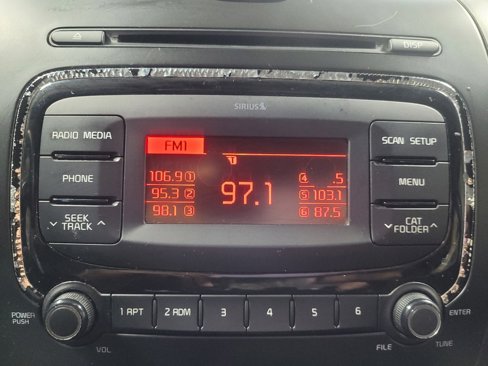 DISP
SIRIUS
RADIO MEDIA
FM1
SCAN SETUP
T
106.9 1
4 .5
PHONE
95.3 2
97.1
5 103.1
MENU
98.1 3
6 87.5
SEEK
TRACK
CAT
FOLDER
POWER
PUSH
1 RPT
2 RDM
3
4
5
6
ENTER
VOL
FILE
TUNE